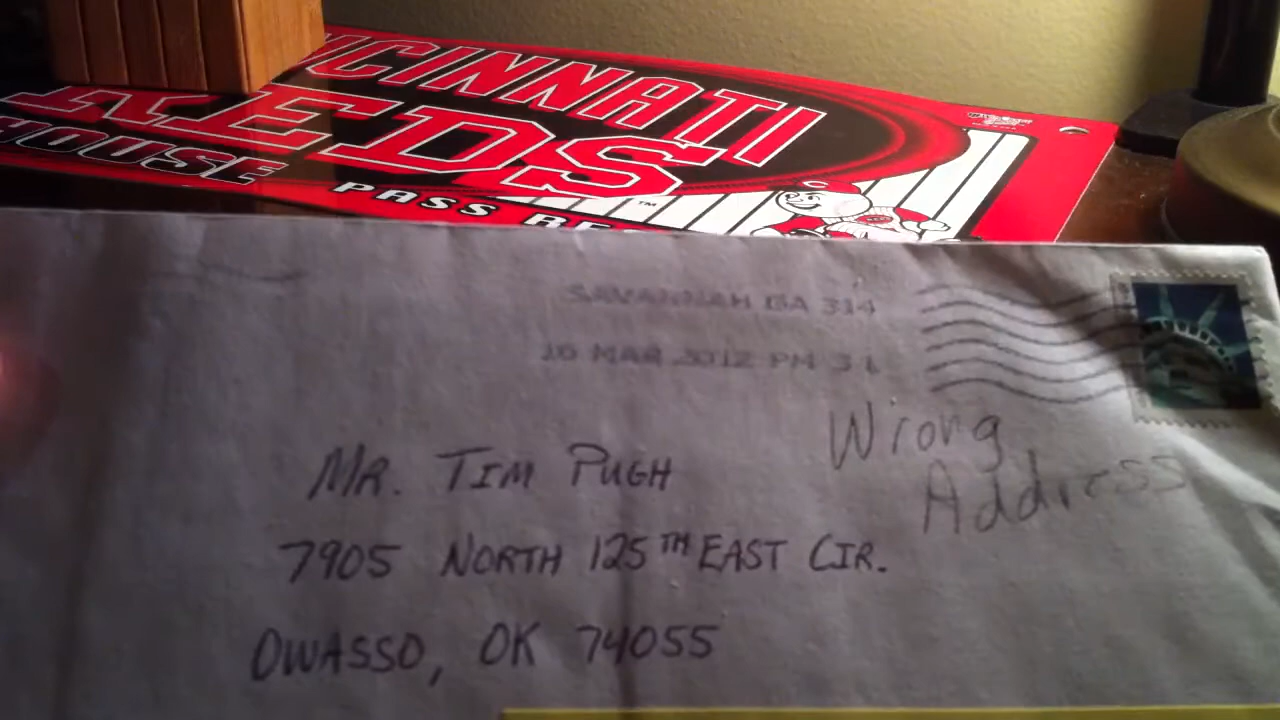 CINCINNATI
REDS
HOUSE
PASS
SAVANNAH GA 314
10 MAR 2012 PM 3 L
Wrong
Address
MR. TIM PUGH
7905 NORTH 125TH EAST CIR.
OWASSO, OK 74055